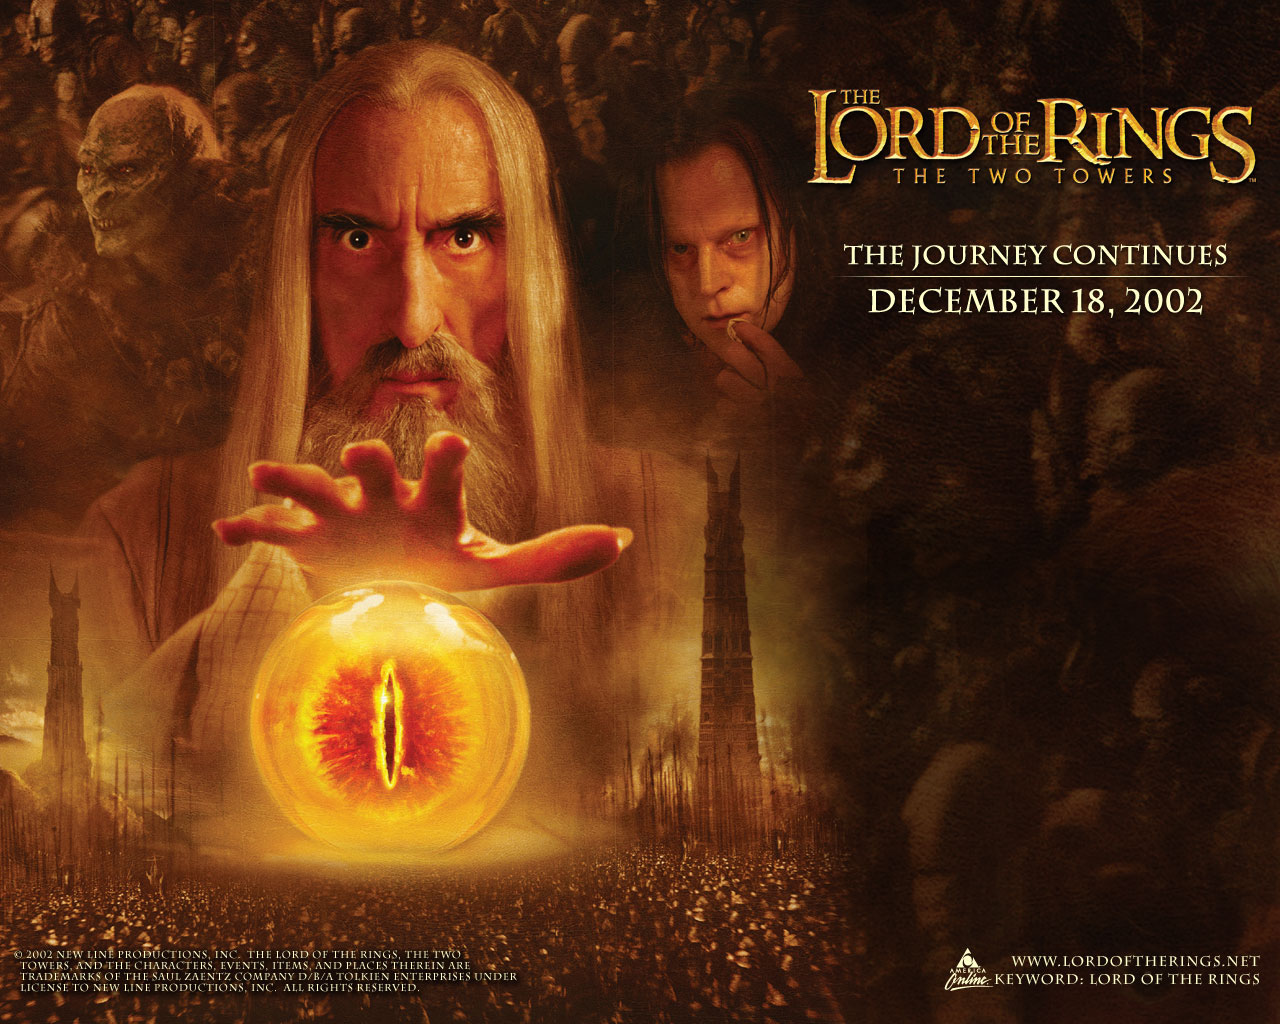 THE LORD OF THE RINGS
THE TWO TOWERS ™
THE JOURNEY CONTINUES
DECEMBER 18, 2002
© 2002 NEW LINE PRODUCTIONS, INC. THE LORD OF THE RINGS, THE TWO
TOWERS, AND THE CHARACTERS, EVENTS, ITEMS, AND PLACES THEREIN ARE
TRADEMARKS OF THE SAUL ZAENTZ COMPANY D/B/A TOLKIEN ENTERPRISES UNDER
LICENSE TO NEW LINE PRODUCTIONS, INC. ALL RIGHTS RESERVED.
AMERICA
Online
WWW.LORDOFTHERINGS.NET
KEYWORD: LORD OF THE RINGS